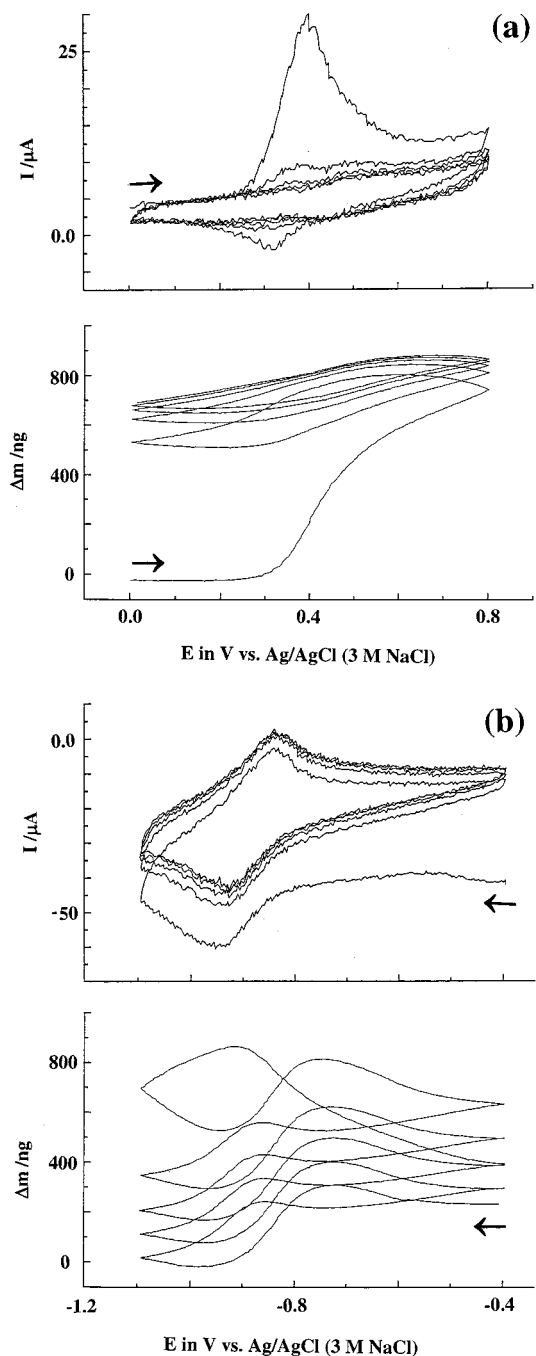 (a)
25
I /μA
0.0
800
Δm /ng
400
0
0.0 0.4 0.8
E in V vs. Ag/AgCl (3 M NaCl)
(b)
0.0
I /μA
-50
800
Δm /ng
400
0
-1.2 -0.8 -0.4
E in V vs. Ag/AgCl (3 M NaCl)